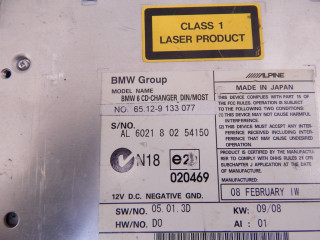 CLASS 1
LASER PRODUCT
BMW Group
MODEL NAME
BMW 6 CD-CHANGER DIN/MOST
NO. 65.12-9 133 077
S/NO.
AL 6021 8 02 54150
N18
e2
020469
12V D.C. NEGATIVE GND.
SW/NO. 05.01.3D
HW/NO. D0
ALPINE
MADE IN JAPAN
THIS DEVICE COMPLIES WITH PART 15 OF
THE FCC RULES. OPERATION IS SUBJECT TO THE
FOLLOWING TWO CONDITIONS:
(1) THIS DEVICE MAY NOT CAUSE HARMFUL
INTERFERENCE, AND
(2) THIS DEVICE MUST ACCEPT ANY INTER-
FERENCE RECEIVED, INCLUDING INTER-
FERENCE THAT MAY CAUSE UNDESIRED
OPERATION.
MANUFACTURED
08 FEBRUARY IW
KW: 09/08
AI : 01